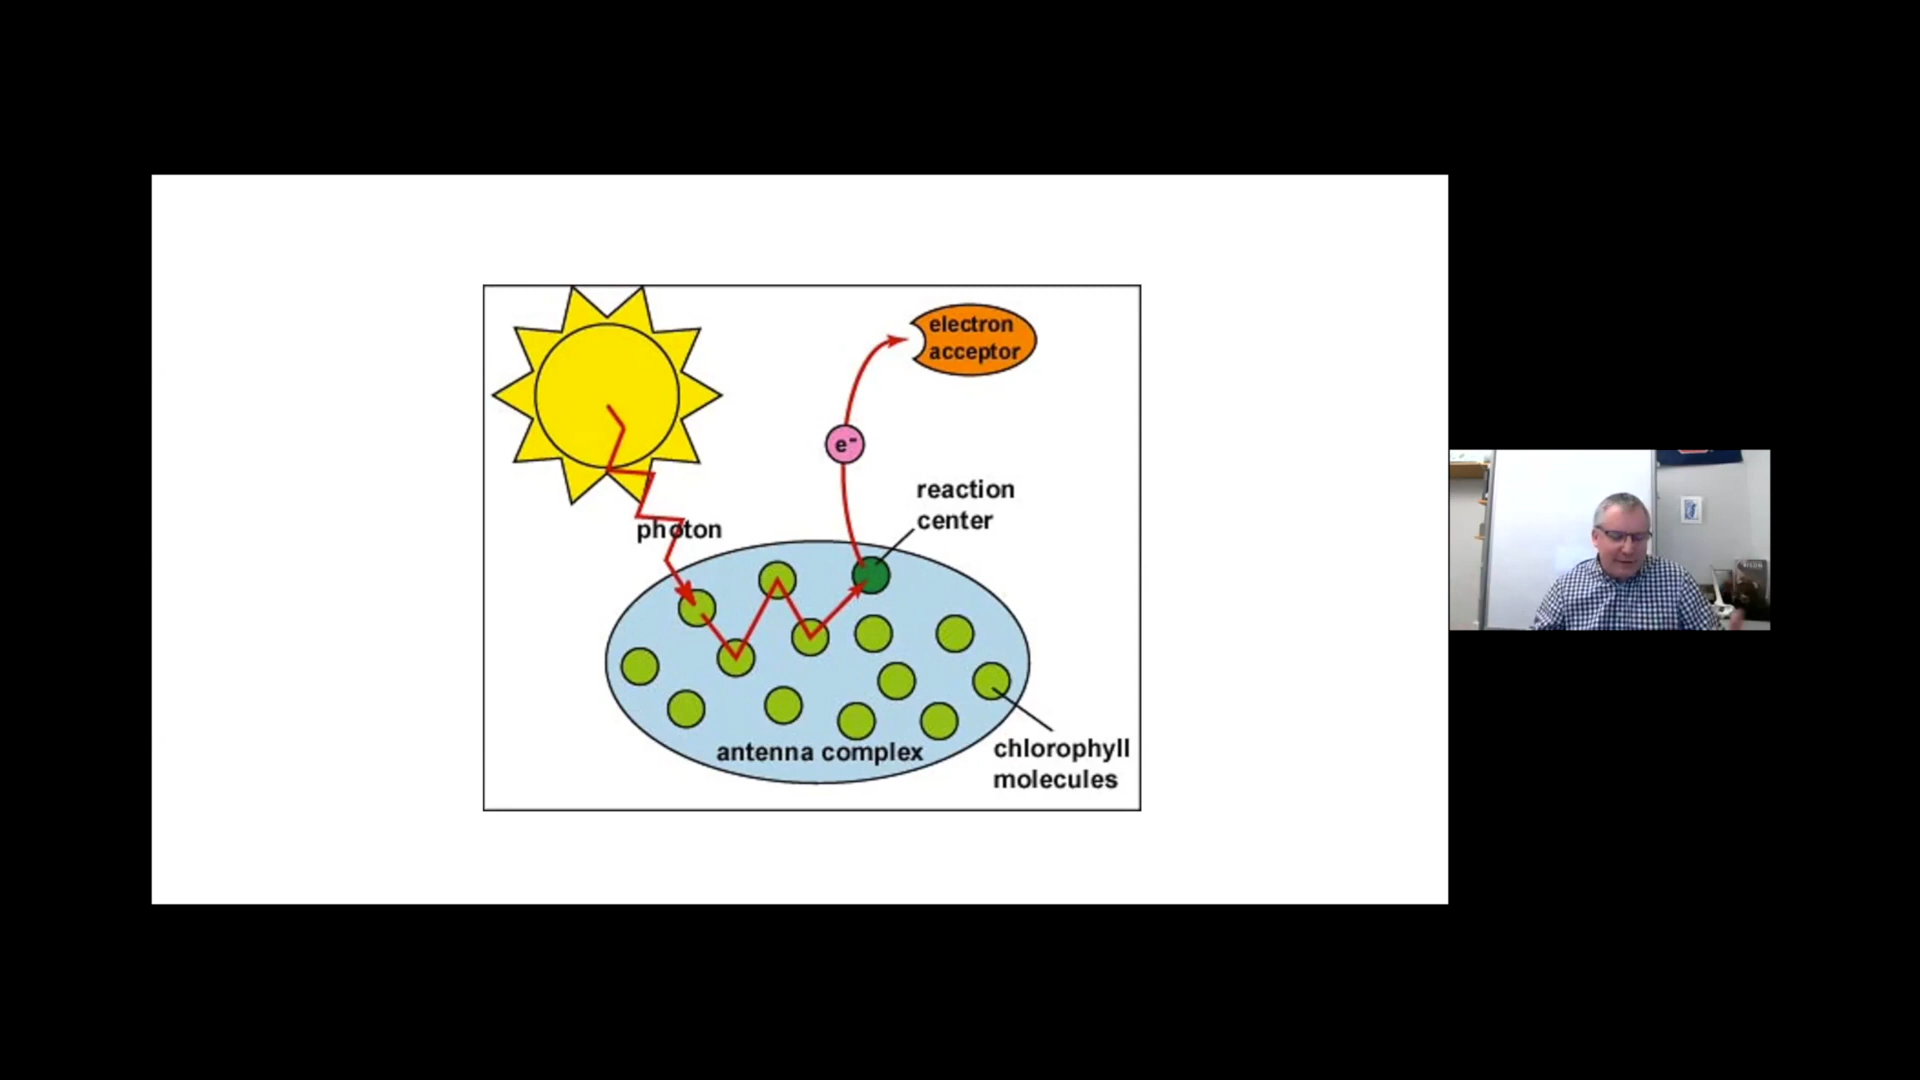 electron
acceptor
e⁻
reaction
center
photon
antenna complex
chlorophyll
molecules